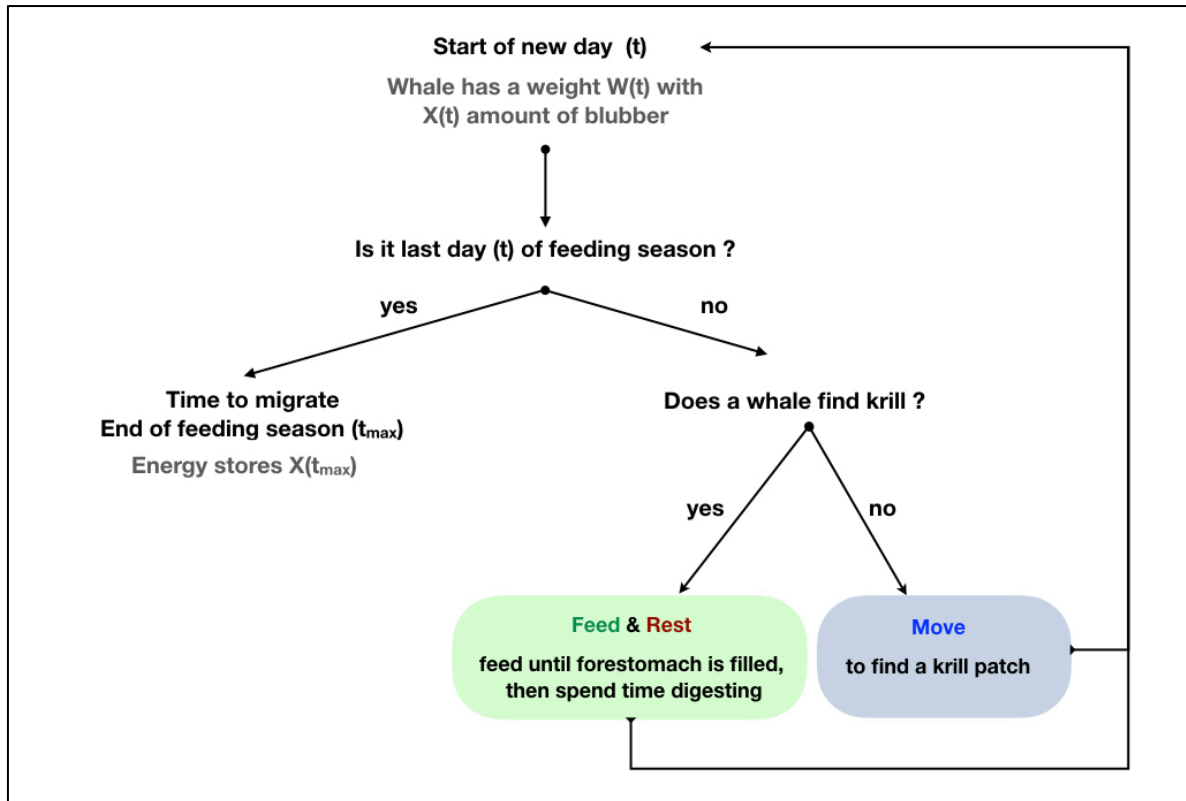 Start of new day (t)
Whale has a weight W(t) with
X(t) amount of blubber
Is it last day (t) of feeding season ?
yes
no
Time to migrate
End of feeding season (tmax)
Energy stores X(tmax)
Does a whale find krill ?
yes
no
Feed & Rest
feed until forestomach is filled,
then spend time digesting
Move
to find a krill patch